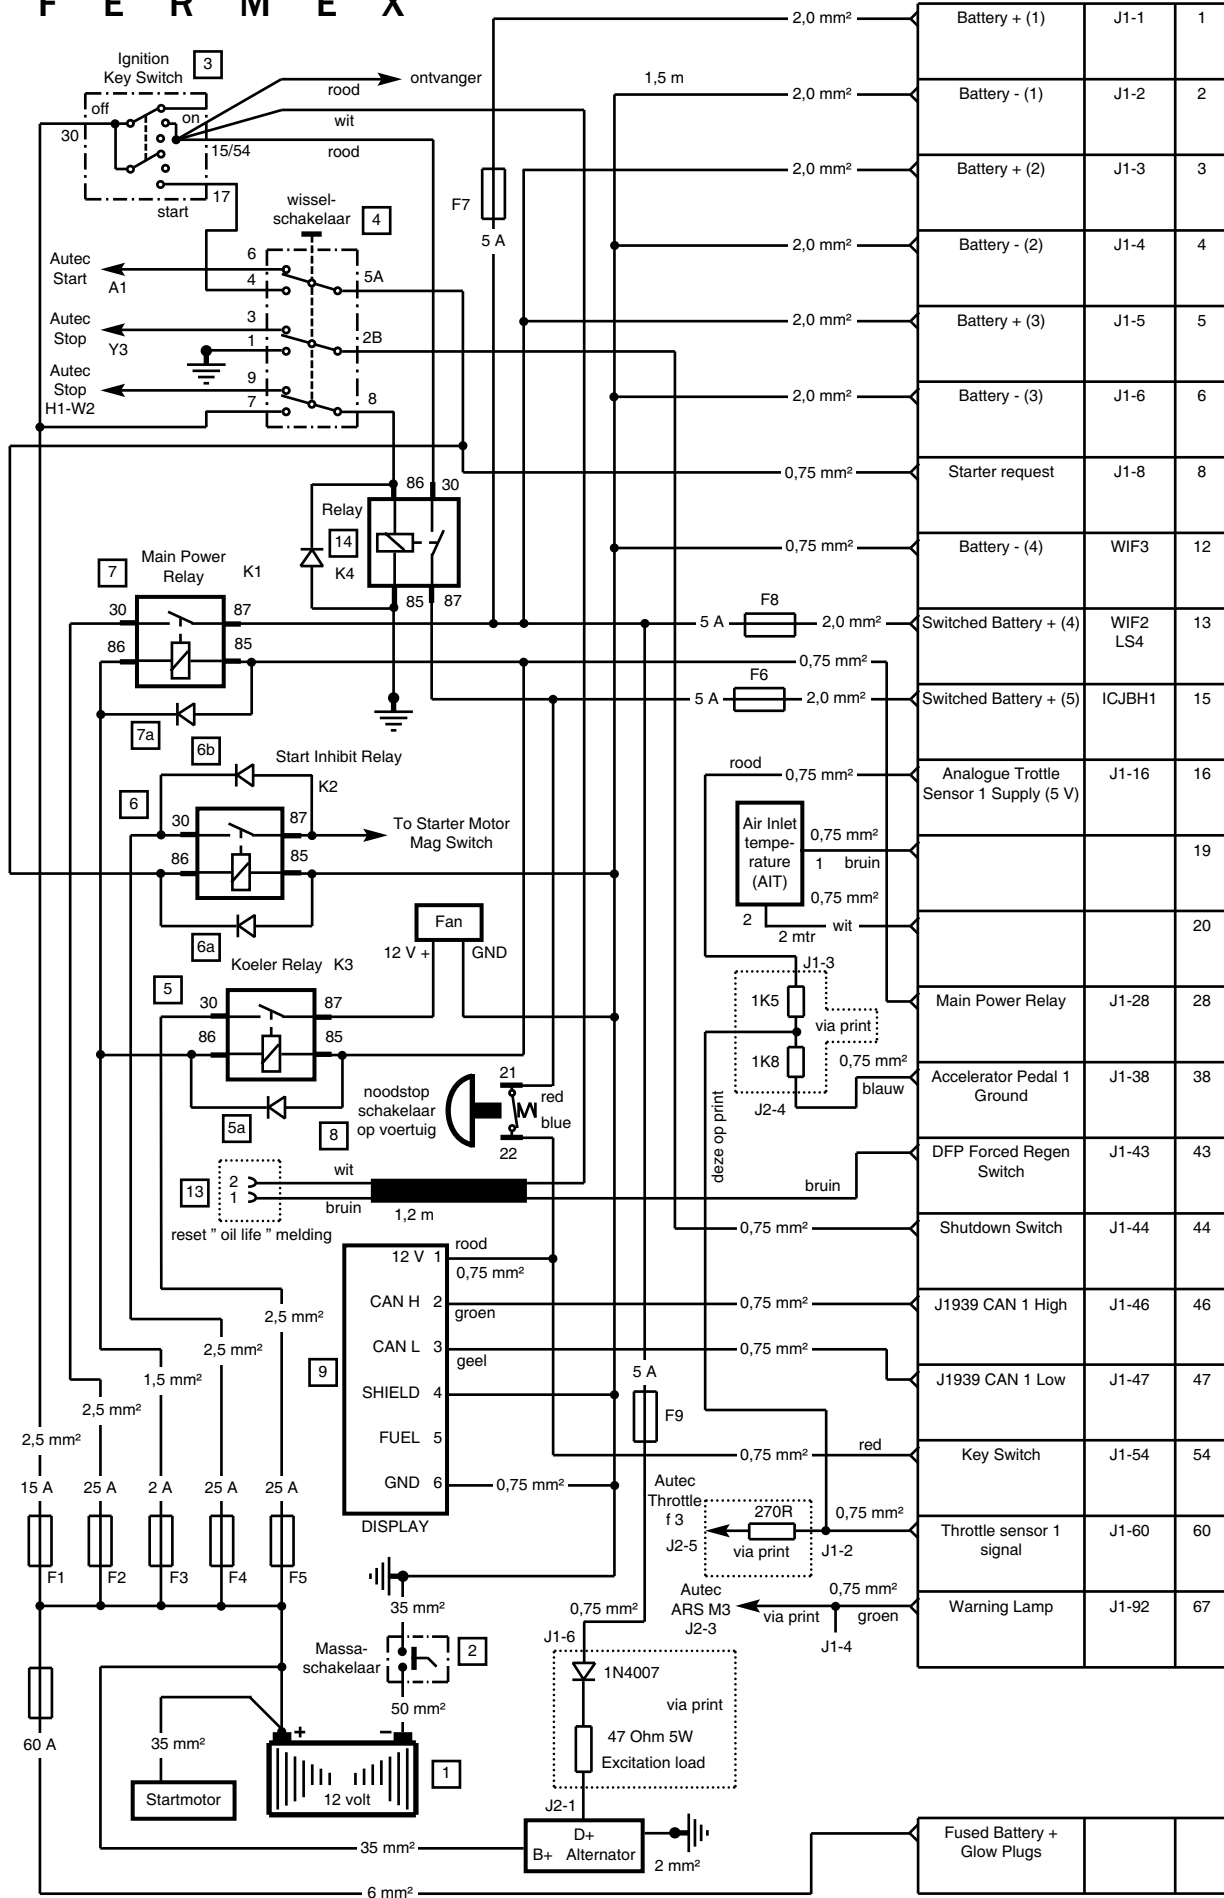 F E R M E X
2,0 mm²
Battery + (1)
J1-1
1
Ignition
Key Switch
3
ontvanger
rood
1,5 m
2,0 mm²
Battery - (1)
J1-2
2
off
on
30
wit
15/54
rood
17
start
2,0 mm²
Battery + (2)
J1-3
3
wissel-
schakelaar
4
F7
5 A
Autec
Start
A1
6
4
5A
2,0 mm²
Battery - (2)
J1-4
4
Autec
Stop
Y3
3
1
2B
2,0 mm²
Battery + (3)
J1-5
5
Autec
Stop
H1-W2
9
7
8
2,0 mm²
Battery - (3)
J1-6
6
0,75 mm²
Starter request
J1-8
8
86
30
Relay
14
K4
85
87
0,75 mm²
Battery - (4)
WIF3
12
7
Main Power
Relay
K1
30
87
86
85
7a
5 A
F8
2,0 mm²
Switched Battery + (4)
WIF2
LS4
13
0,75 mm²
5 A
F6
2,0 mm²
Switched Battery + (5)
ICJBH1
15
6b
Start Inhibit Relay
K2
6
30
87
86
85
6a
To Starter Motor
Mag Switch
rood
0,75 mm²
Analogue Trottle
Sensor 1 Supply (5 V)
J1-16
16
Air Inlet
tempe-
rature
(AIT)
0,75 mm²
1
bruin
19
0,75 mm²
2
2 mtr
wit
20
Fan
12 V +
GND
Koeler Relay K3
5
30
87
86
85
5a
J1-3
1K5
via print
1K8
J2-4
Main Power Relay
J1-28
28
0,75 mm²
blauw
Accelerator Pedal 1
Ground
J1-38
38
noodstop
schakelaar
op voertuig
21
red
blue
22
8
deze op print
13
2
1
wit
bruin
1,2 m
reset " oil life " melding
bruin
DFP Forced Regen
Switch
J1-43
43
0,75 mm²
Shutdown Switch
J1-44
44
9
12 V 1
rood
0,75 mm²
CAN H 2
groen
CAN L 3
geel
SHIELD 4
FUEL 5
GND 6
0,75 mm²
DISPLAY
0,75 mm²
J1939 CAN 1 High
J1-46
46
0,75 mm²
J1939 CAN 1 Low
J1-47
47
5 A
F9
0,75 mm²
red
Key Switch
J1-54
54
2,5 mm²
2,5 mm²
1,5 mm²
2,5 mm²
2,5 mm²
15 A
25 A
2 A
25 A
25 A
F1
F2
F3
F4
F5
Autec
Throttle
f 3
J2-5
270R
via print
J1-2
0,75 mm²
Throttle sensor 1
signal
J1-60
60
Autec
ARS M3
J2-3
via print
0,75 mm²
groen
J1-4
Warning Lamp
J1-92
67
35 mm²
Massa-
schakelaar
2
50 mm²
0,75 mm²
J1-6
1N4007
via print
47 Ohm 5W
Excitation load
J2-1
60 A
35 mm²
Startmotor
+
−
12 volt
1
D+
B+
Alternator
2 mm²
35 mm²
6 mm²
Fused Battery +
Glow Plugs